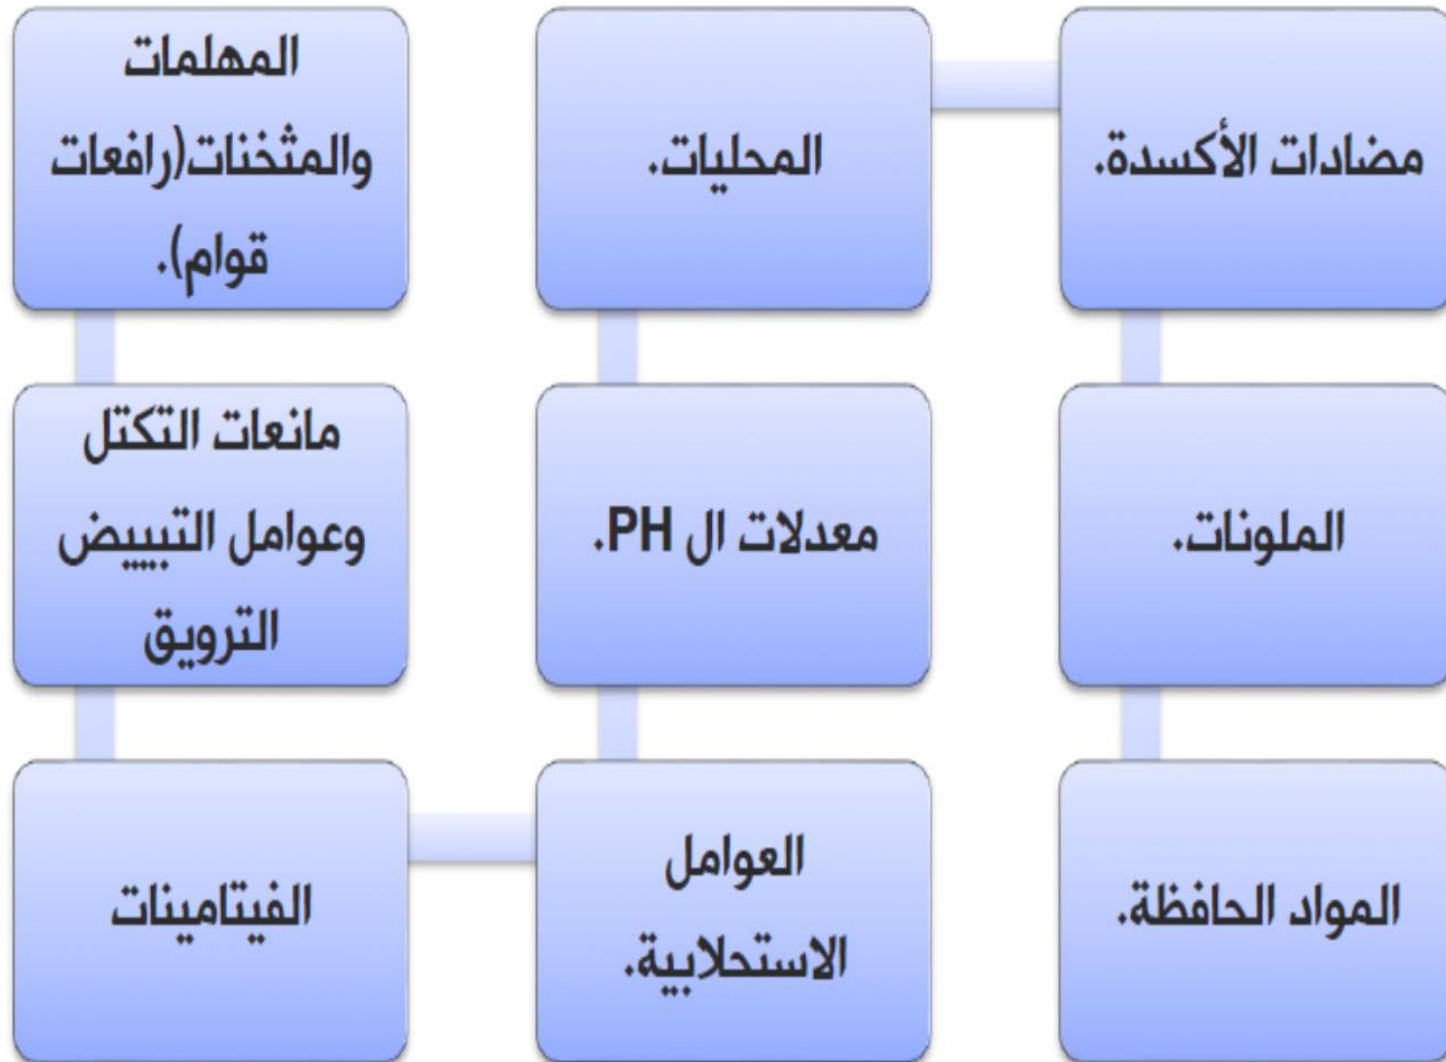 مضادات الأكسدة.
الملونات.
المواد الحافظة.
المحليات.
معدلات ال PH.
العوامل
الاستحلابية.
المهلمات
والمثخنات(رافعات
قوام).
مانعات التكتل
وعوامل التبييض
الترويق
الفيتامينات